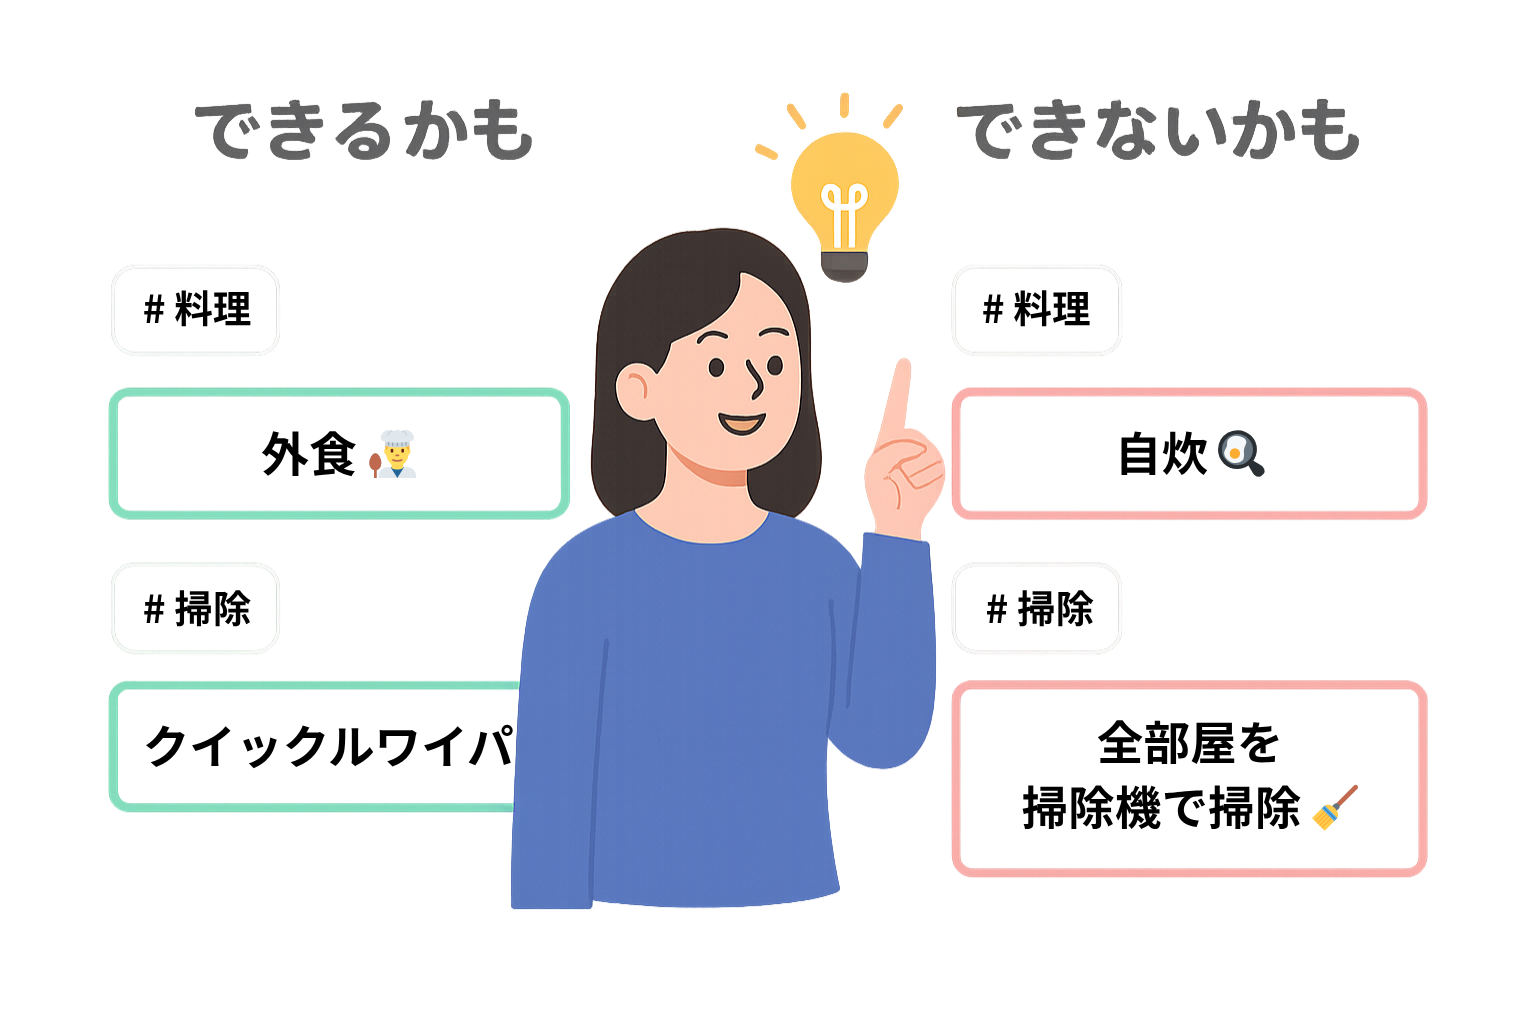 できるかも
# 料理
外食
# 掃除
クイックルワイパ
できないかも
# 料理
自炊
# 掃除
全部屋を
掃除機で掃除